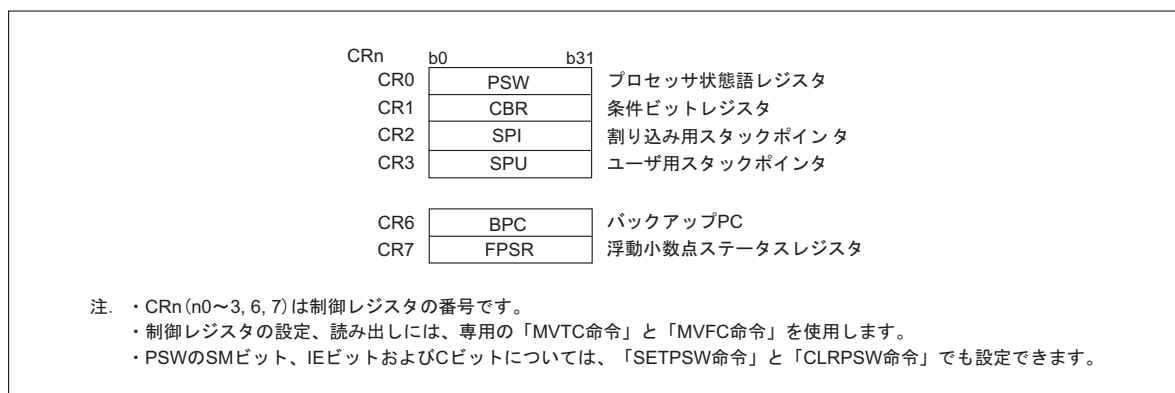 CRn b0 b31
CR0 PSW プロセッサ状態語レジスタ
CR1 CBR 条件ビットレジスタ
CR2 SPI 割り込み用スタックポインタ
CR3 SPU ユーザ用スタックポインタ
CR6 BPC バックアップPC
CR7 FPSR 浮動小数点ステータスレジスタ
注. ・CRn(n0～3, 6, 7)は制御レジスタの番号です。
・制御レジスタの設定、読み出しには、専用の「MVTC命令」と「MVFC命令」を使用します。
・PSWのSMビット、IEビットおよびCビットについては、「SETPSW命令」と「CLRPSW命令」でも設定できます。